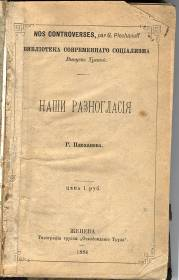 NOS CONTROVERSES, par G. Plechanoff
БИБЛІОТЕКА СОВРЕМЕННАГО СОЦІАЛИЗМА
Выпускъ Третій.
НАШИ РАЗНОГЛАСІЯ
Г. Плеханова.
ЦѢНА 1 руб.
ЖЕНЕВА
Типографія группы „Освобожденіе Труда“
1884